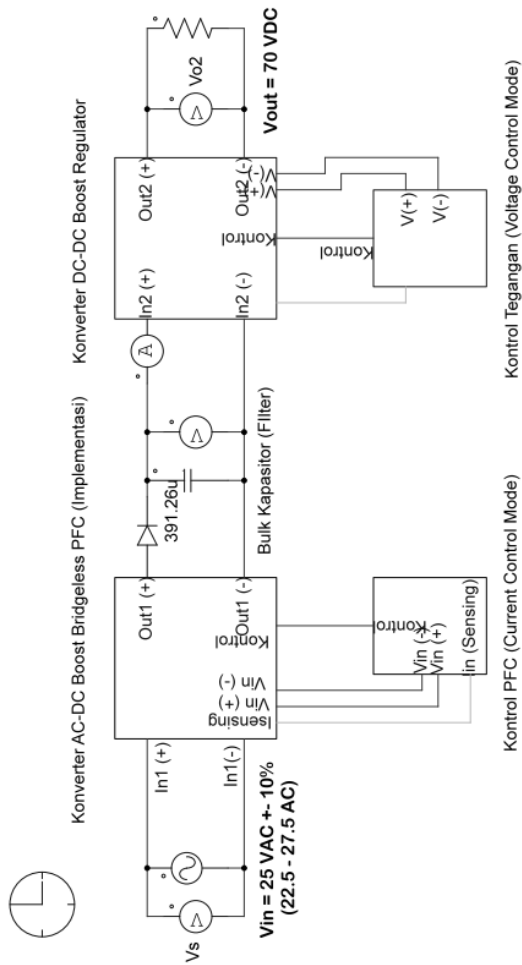 Konverter AC-DC Boost Bridgeless PFC (Implementasi)
Konverter DC-DC Boost Regulator
Vs
In1 (+)
In1(-)
Out1 (+)
Out1 (-)
Isensing
Vin (+)
Vin (-)
Kontrol
391.26u
V
V
A
In2 (+)
In2 (-)
Out2 (+)
Out2 (-)
Kontrol
V(+)
V(-)
V
Vo2
Vin = 25 VAC +- 10%
(22.5 - 27.5 AC)
Bulk Kapasitor (FIlter)
Vout = 70 VDC
Kontrol
Vin (-)
Vin (+)
Iin (Sensing)
Kontrol
V(+)
V(-)
Kontrol PFC (Current Control Mode)
Kontrol Tegangan (Voltage Control Mode)